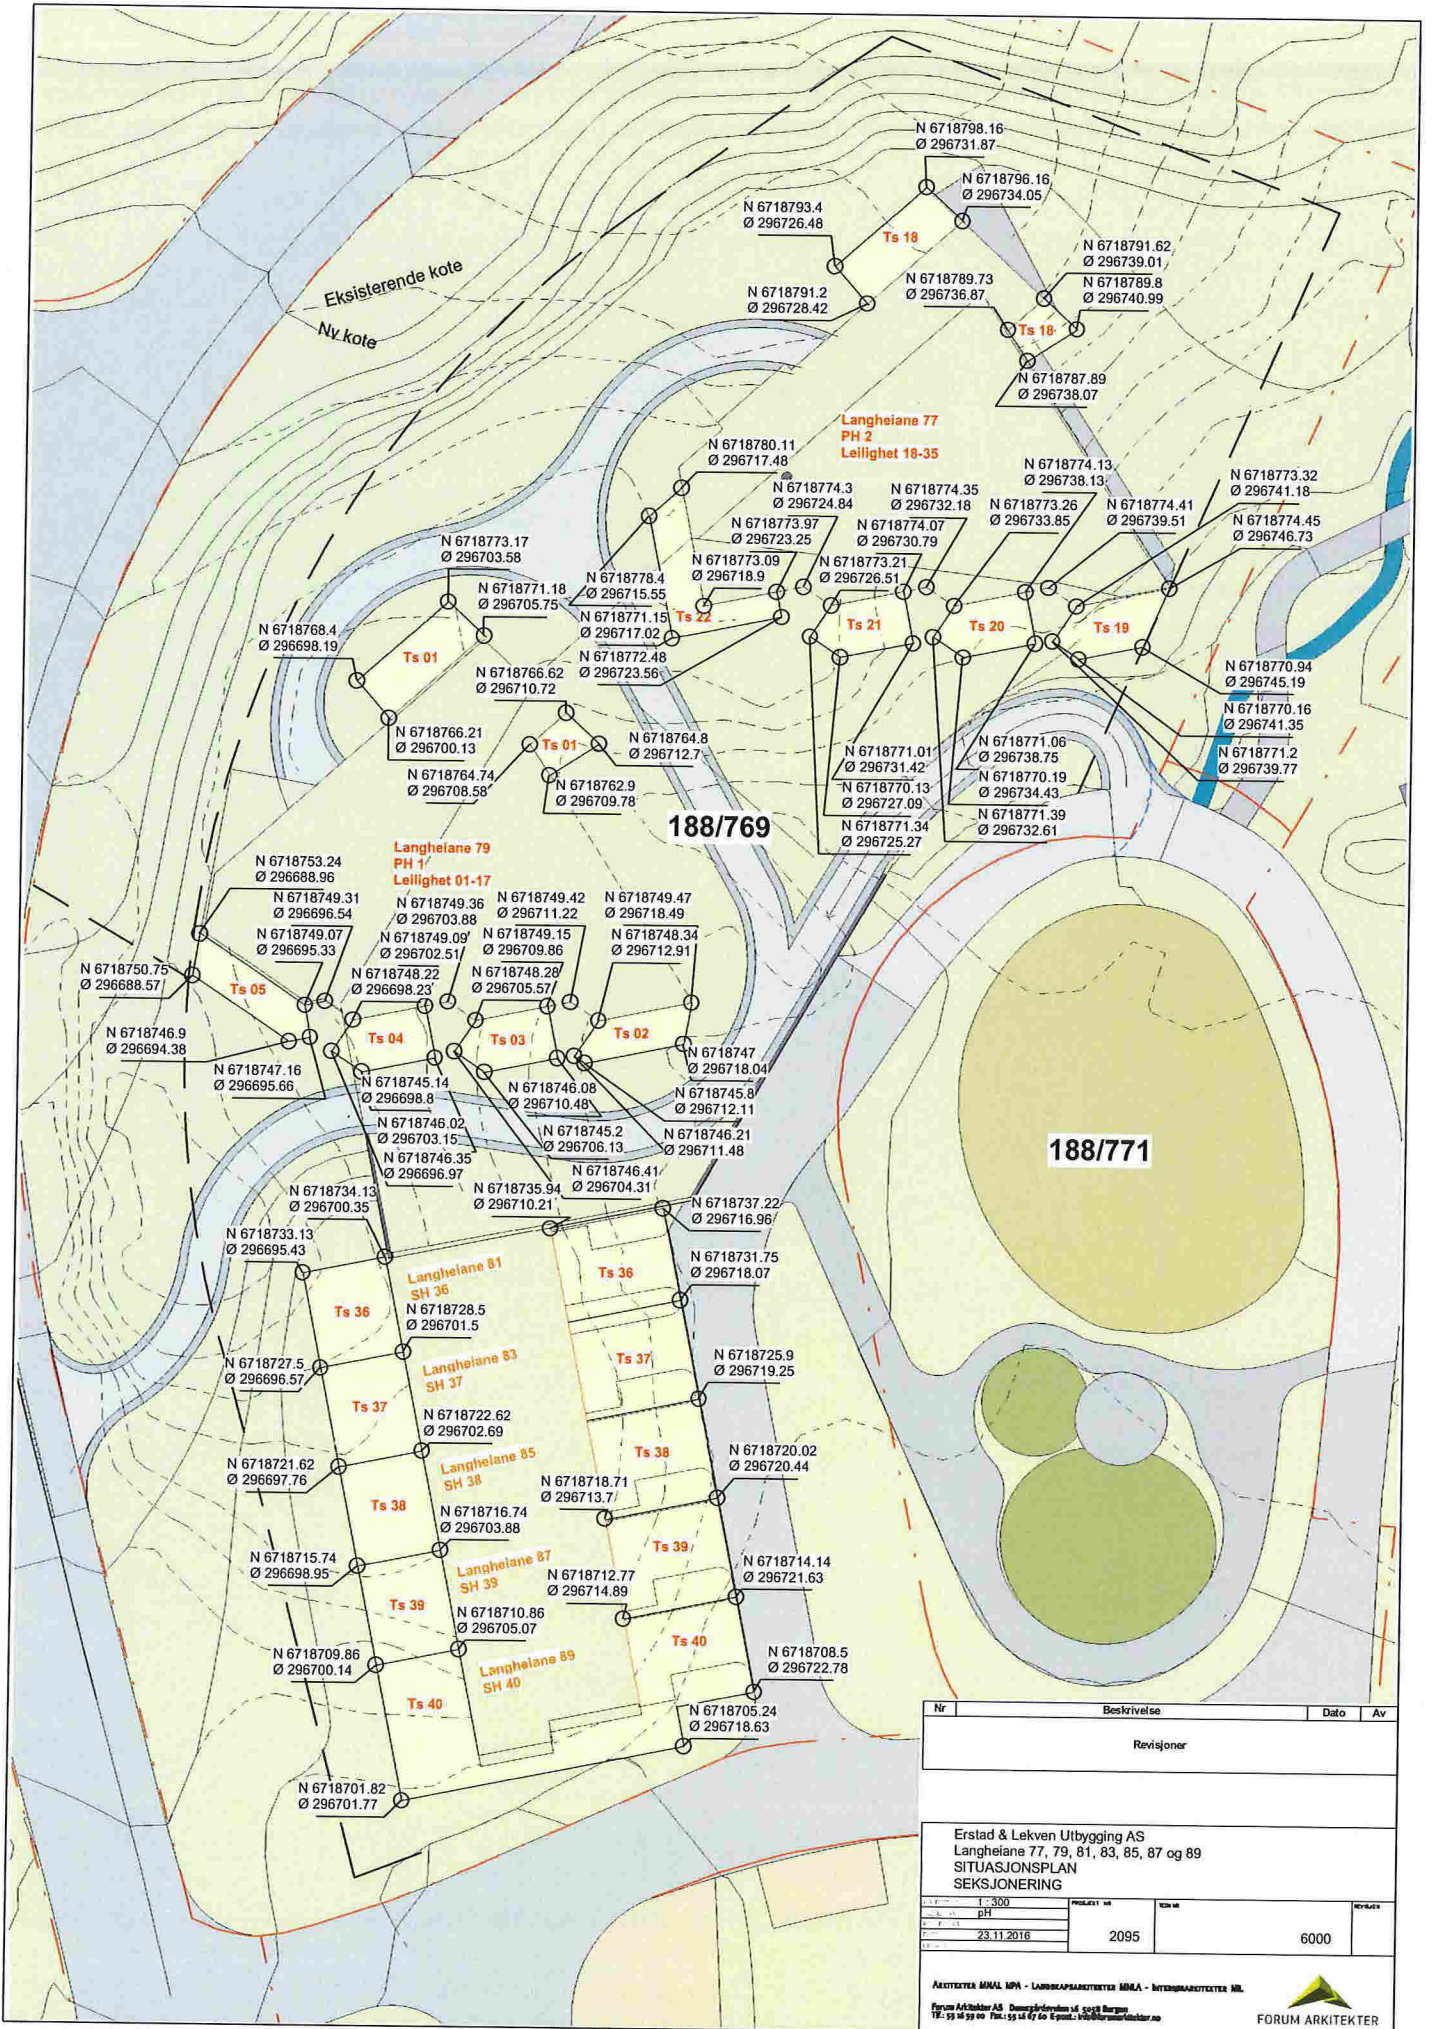 N 6718798.16
Ø 296731.87
N 6718796.16
Ø 296734.05
N 6718793.4
Ø 296726.48
Ts 18
N 6718791.62
Ø 296739.01
Eksisterende kote
N 6718791.2
Ø 296728.42
N 6718789.73
Ø 296736.87
N 6718789.8
Ø 296740.99
Ny kote
Ts 18
N 6718787.89
Ø 296738.07
Langheiane 77
PH 2
Leilighet 18-35
N 6718780.11
Ø 296717.48
N 6718774.3
Ø 296724.84
N 6718774.35
Ø 296732.18
N 6718774.13
Ø 296738.13
N 6718773.32
Ø 296741.18
N 6718773.26
Ø 296733.85
N 6718774.41
Ø 296739.51
N 6718774.45
Ø 296746.73
N 6718773.97
Ø 296723.25
N 6718774.07
Ø 296730.79
N 6718773.17
Ø 296703.58
N 6718773.09
Ø 296718.9
N 6718773.21
Ø 296726.51
N 6718771.18
Ø 296705.75
N 6718778.4
Ø 296715.55
N 6718771.15
Ø 296717.02
Ts 22
Ts 21
Ts 20
Ts 19
N 6718768.4
Ø 296698.19
Ts 01
N 6718772.48
Ø 296723.56
N 6718766.62
Ø 296710.72
N 6718770.94
Ø 296745.19
N 6718770.16
Ø 296741.35
N 6718771.2
Ø 296739.77
N 6718766.21
Ø 296700.13
Ts 01
N 6718764.8
Ø 296712.7
N 6718771.01
Ø 296731.42
N 6718771.06
Ø 296738.75
N 6718764.74
Ø 296708.58
N 6718762.9
Ø 296709.78
N 6718770.13
Ø 296727.09
N 6718770.19
Ø 296734.43
N 6718771.34
Ø 296725.27
N 6718771.39
Ø 296732.61
188/769
Langheiane 79
PH 1
Leilighet 01-17
N 6718753.24
Ø 296688.96
N 6718749.31
Ø 296696.54
N 6718749.36
Ø 296703.88
N 6718749.42
Ø 296711.22
N 6718749.47
Ø 296718.49
N 6718749.07
Ø 296695.33
N 6718749.09
Ø 296702.51
N 6718749.15
Ø 296709.86
N 6718748.34
Ø 296712.91
N 6718750.75
Ø 296688.57
N 6718748.22
Ø 296698.23
N 6718748.28
Ø 296705.57
Ts 05
Ts 04
Ts 03
Ts 02
N 6718746.9
Ø 296694.38
N 6718747
Ø 296718.04
N 6718747.16
Ø 296695.66
N 6718745.14
Ø 296698.8
N 6718746.08
Ø 296710.48
N 6718745.8
Ø 296712.11
N 6718746.02
Ø 296703.15
N 6718745.2
Ø 296706.13
N 6718746.21
Ø 296711.48
N 6718746.35
Ø 296696.97
N 6718746.41
Ø 296704.31
188/771
N 6718734.13
Ø 296700.35
N 6718735.94
Ø 296710.21
N 6718737.22
Ø 296716.96
N 6718733.13
Ø 296695.43
Langheiane 81
SH 36
Ts 36
N 6718731.75
Ø 296718.07
Ts 36
N 6718728.5
Ø 296701.5
N 6718727.5
Ø 296696.57
Langheiane 83
SH 37
Ts 37
N 6718725.9
Ø 296719.25
Ts 37
N 6718722.62
Ø 296702.69
N 6718721.62
Ø 296697.76
Langheiane 85
SH 38
Ts 38
N 6718720.02
Ø 296720.44
Ts 38
N 6718718.71
Ø 296713.7
N 6718716.74
Ø 296703.88
N 6718715.74
Ø 296698.95
Langheiane 87
SH 39
Ts 39
N 6718714.14
Ø 296721.63
N 6718712.77
Ø 296714.89
Ts 39
N 6718710.86
Ø 296705.07
N 6718709.86
Ø 296700.14
Langheiane 89
SH 40
Ts 40
N 6718708.5
Ø 296722.78
Ts 40
N 6718705.24
Ø 296718.63
N 6718701.82
Ø 296701.77
Nr Beskrivelse Dato Av
Revisjoner
Erstad & Lekven Utbygging AS
Langheiane 77, 79, 81, 83, 85, 87 og 89
SITUASJONSPLAN
SEKSJONERING
1 : 300
PROSJEKT NR
pH
23.11.2016
2095
6000
ARKITEKTER MNAL NPA - LANDSKAPSARKITEKTER MNLA - INTERIØRARKITEKTER NIL
FORUM ARKITEKTER